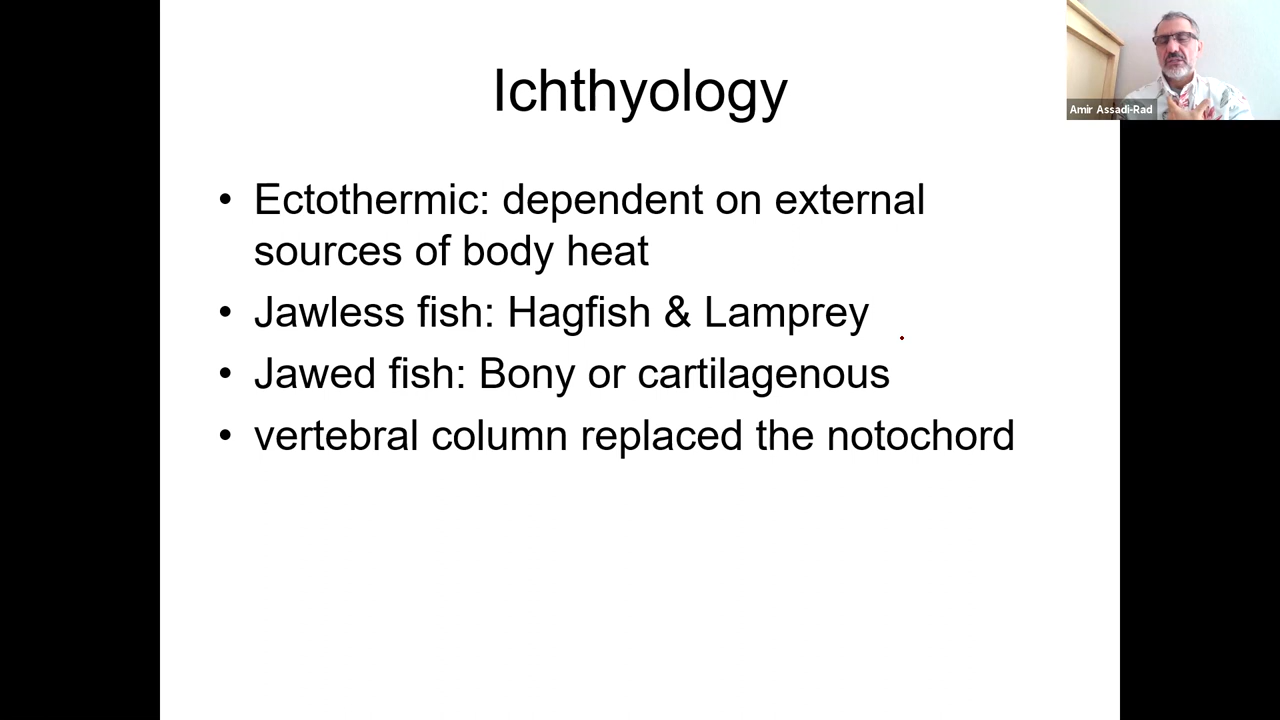 Ichthyology
Amir Assadi-Rad
• Ectothermic: dependent on external
sources of body heat
• Jawless fish: Hagfish & Lamprey
• Jawed fish: Bony or cartilagenous
• vertebral column replaced the notochord